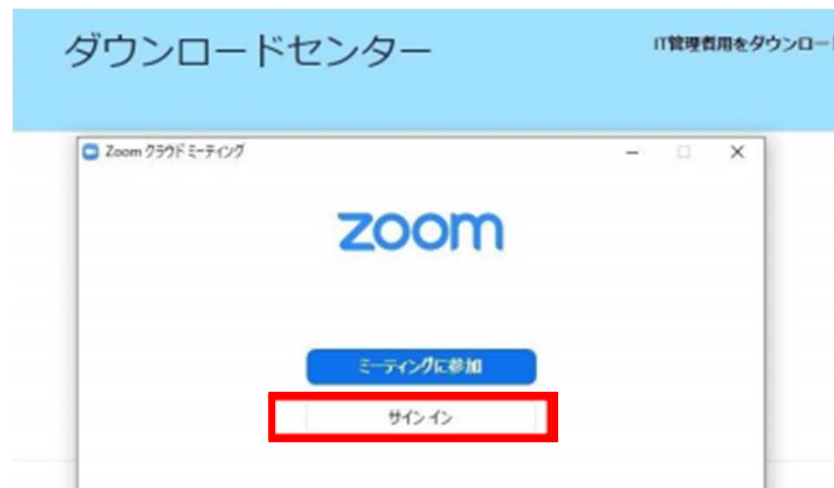 ダウンロードセンター
IT管理者用をダウンロード
Zoom クラウドミーティング
zoom
ミーティングに参加
サインイン